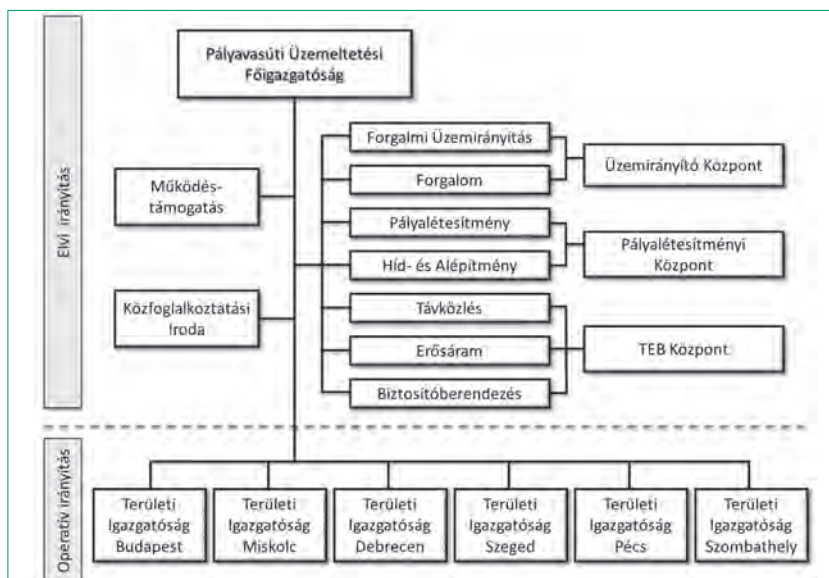 Elvi irányítás
Pályavasúti Üzemeltetési
Főigazgatóság
Működés-
támogatás
Közfoglalkoztatási
Iroda
Forgalmi Üzemirányítás
Forgalom
Pályalétesítmény
Híd- és Alépítmény
Távközlés
Erősáram
Biztosítóberendezés
Üzemirányító Központ
Pályalétesítményi
Központ
TEB Központ
Operatív irányítás
Területi
Igazgatóság
Budapest
Területi
Igazgatóság
Miskolc
Területi
Igazgatóság
Debrecen
Területi
Igazgatóság
Szeged
Területi
Igazgatóság
Pécs
Területi
Igazgatóság
Szombathely